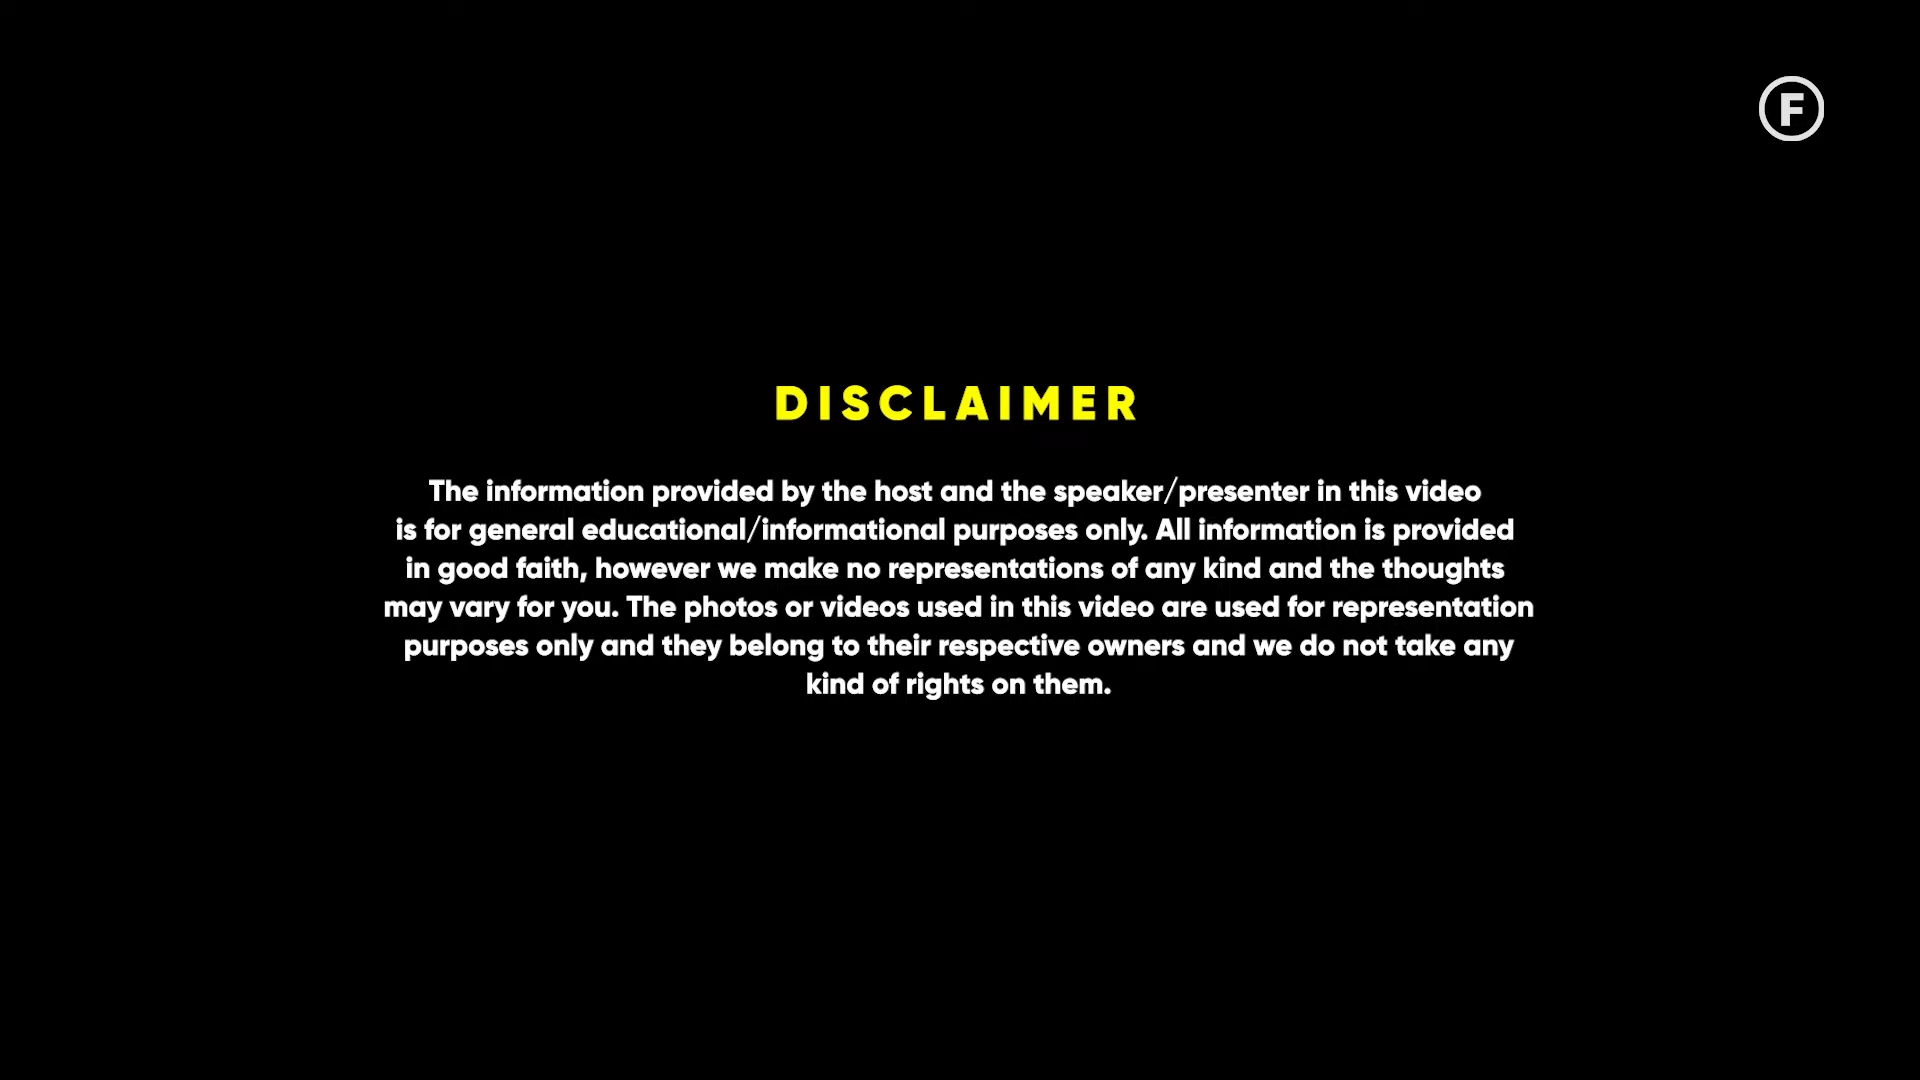 F
DISCLAIMER
The information provided by the host and the speaker/presenter in this video
is for general educational/informational purposes only. All information is provided
in good faith, however we make no representations of any kind and the thoughts
may vary for you. The photos or videos used in this video are used for representation
purposes only and they belong to their respective owners and we do not take any
kind of rights on them.